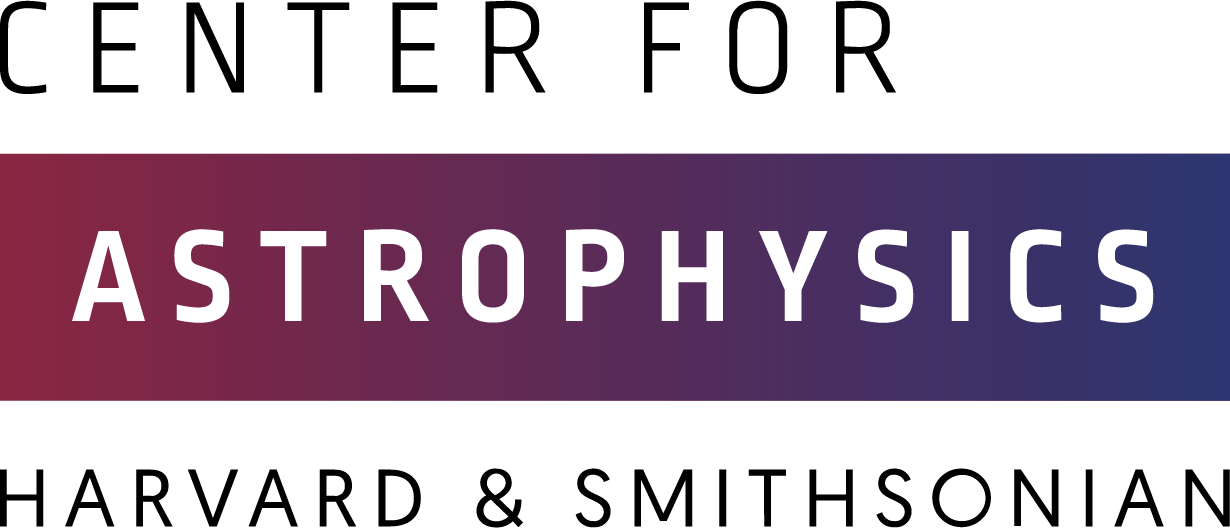 CENTER FOR
ASTROPHYSICS
HARVARD & SMITHSONIAN